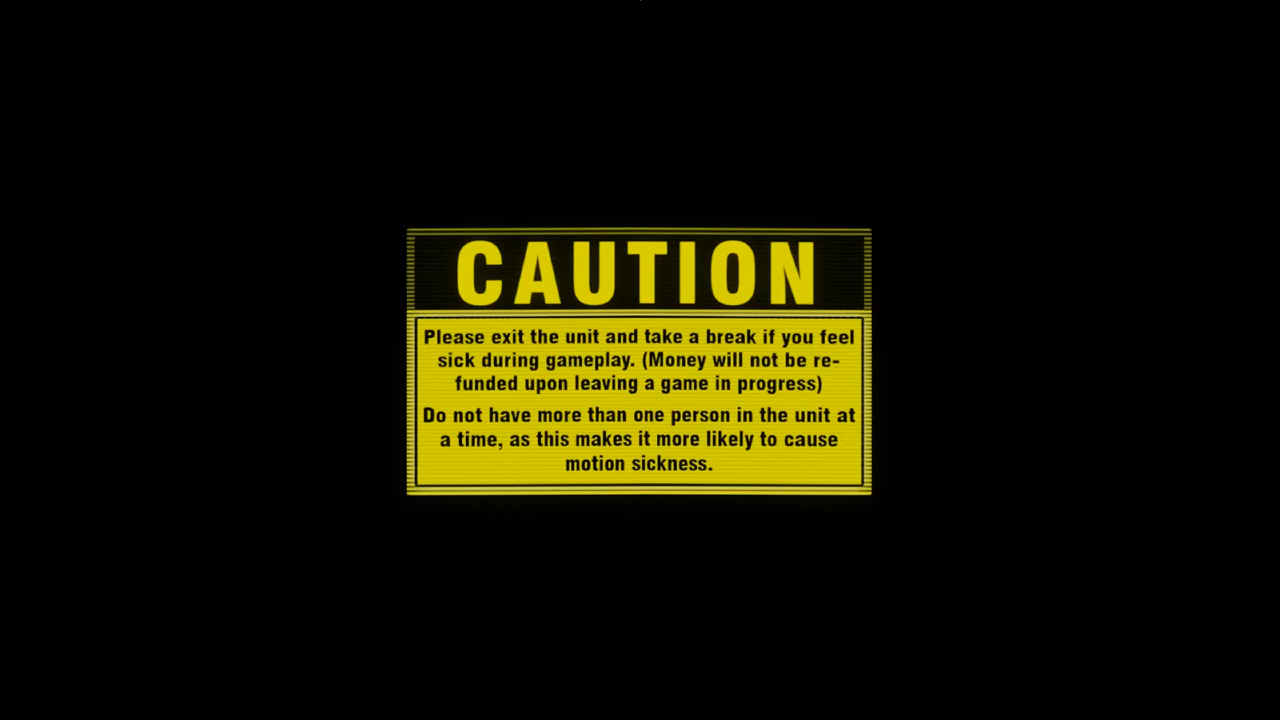 CAUTION
Please exit the unit and take a break if you feel
sick during gameplay. (Money will not be re-
funded upon leaving a game in progress)
Do not have more than one person in the unit at
a time, as this makes it more likely to cause
motion sickness.